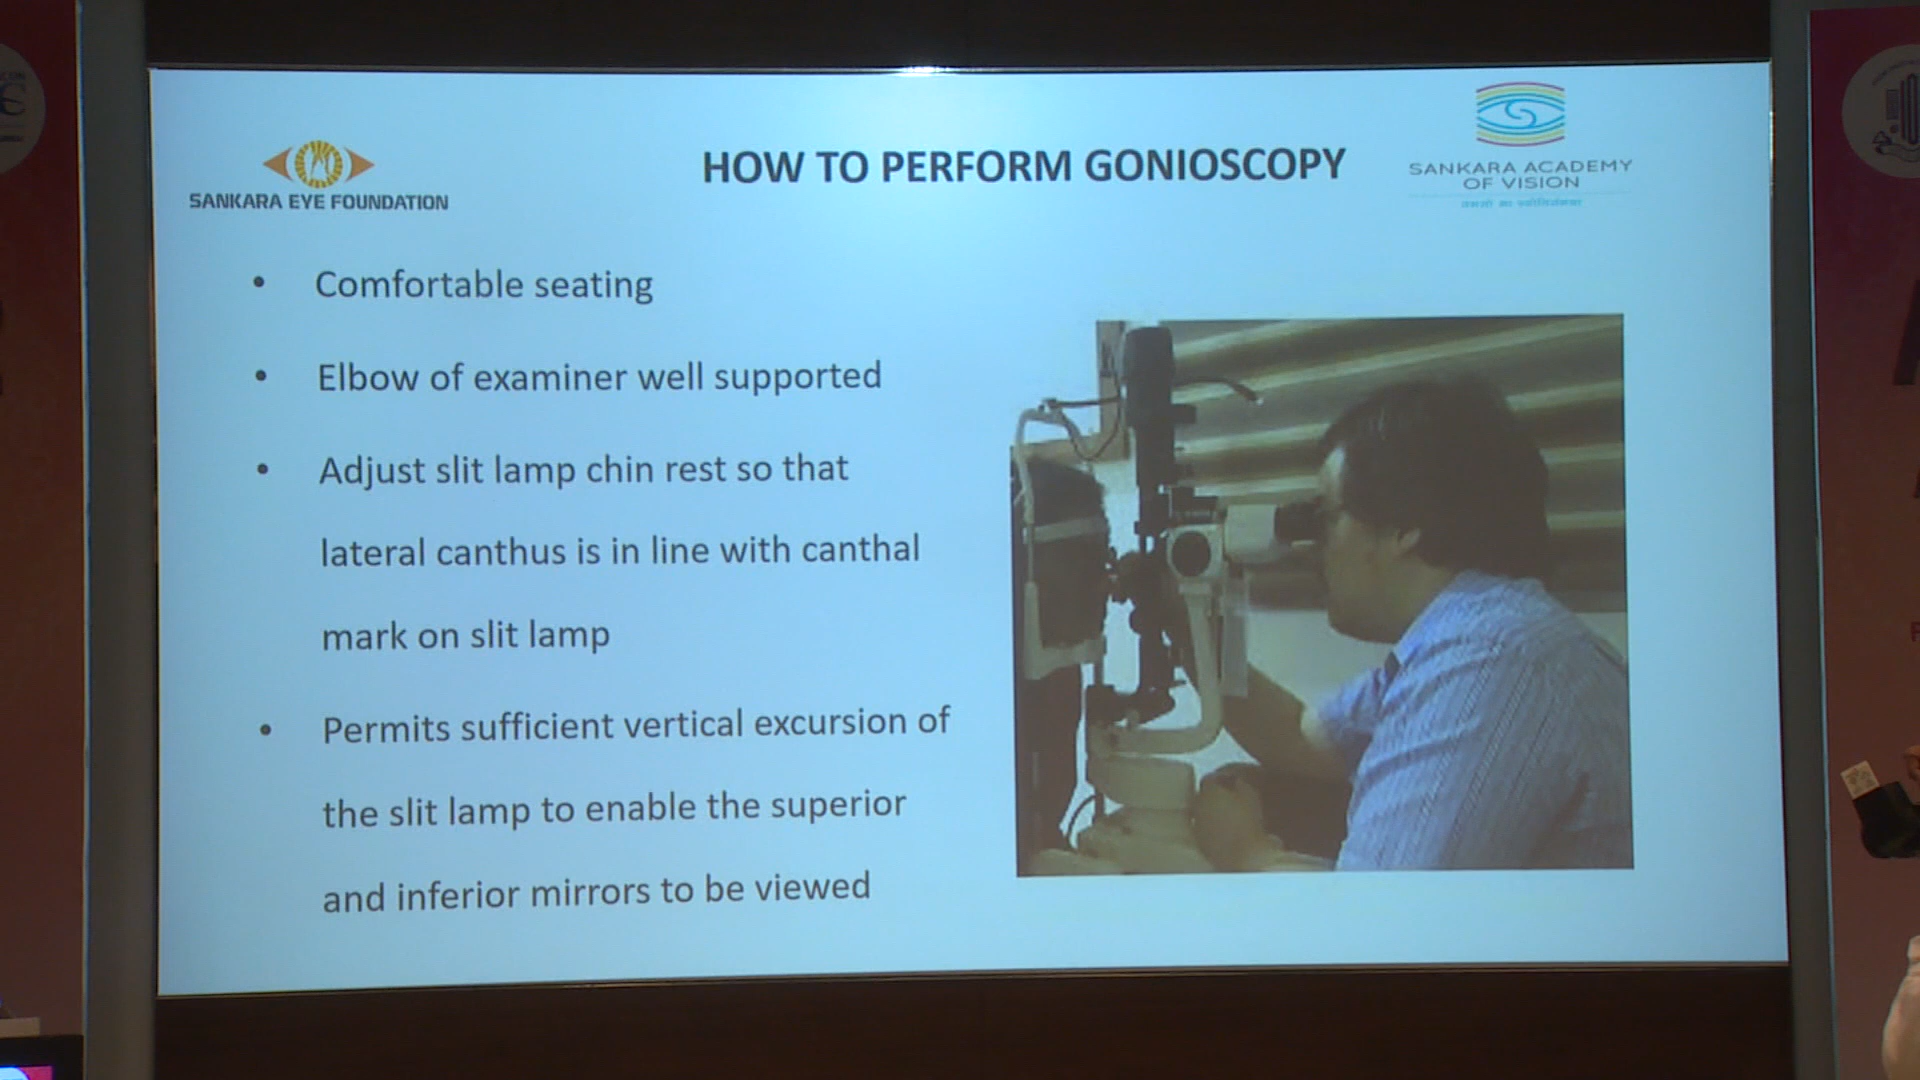 HOW TO PERFORM GONIOSCOPY
SANKARA EYE FOUNDATION
SANKARA ACADEMY
OF VISION
• Comfortable seating
• Elbow of examiner well supported
• Adjust slit lamp chin rest so that
lateral canthus is in line with canthal
mark on slit lamp
• Permits sufficient vertical excursion of
the slit lamp to enable the superior
and inferior mirrors to be viewed